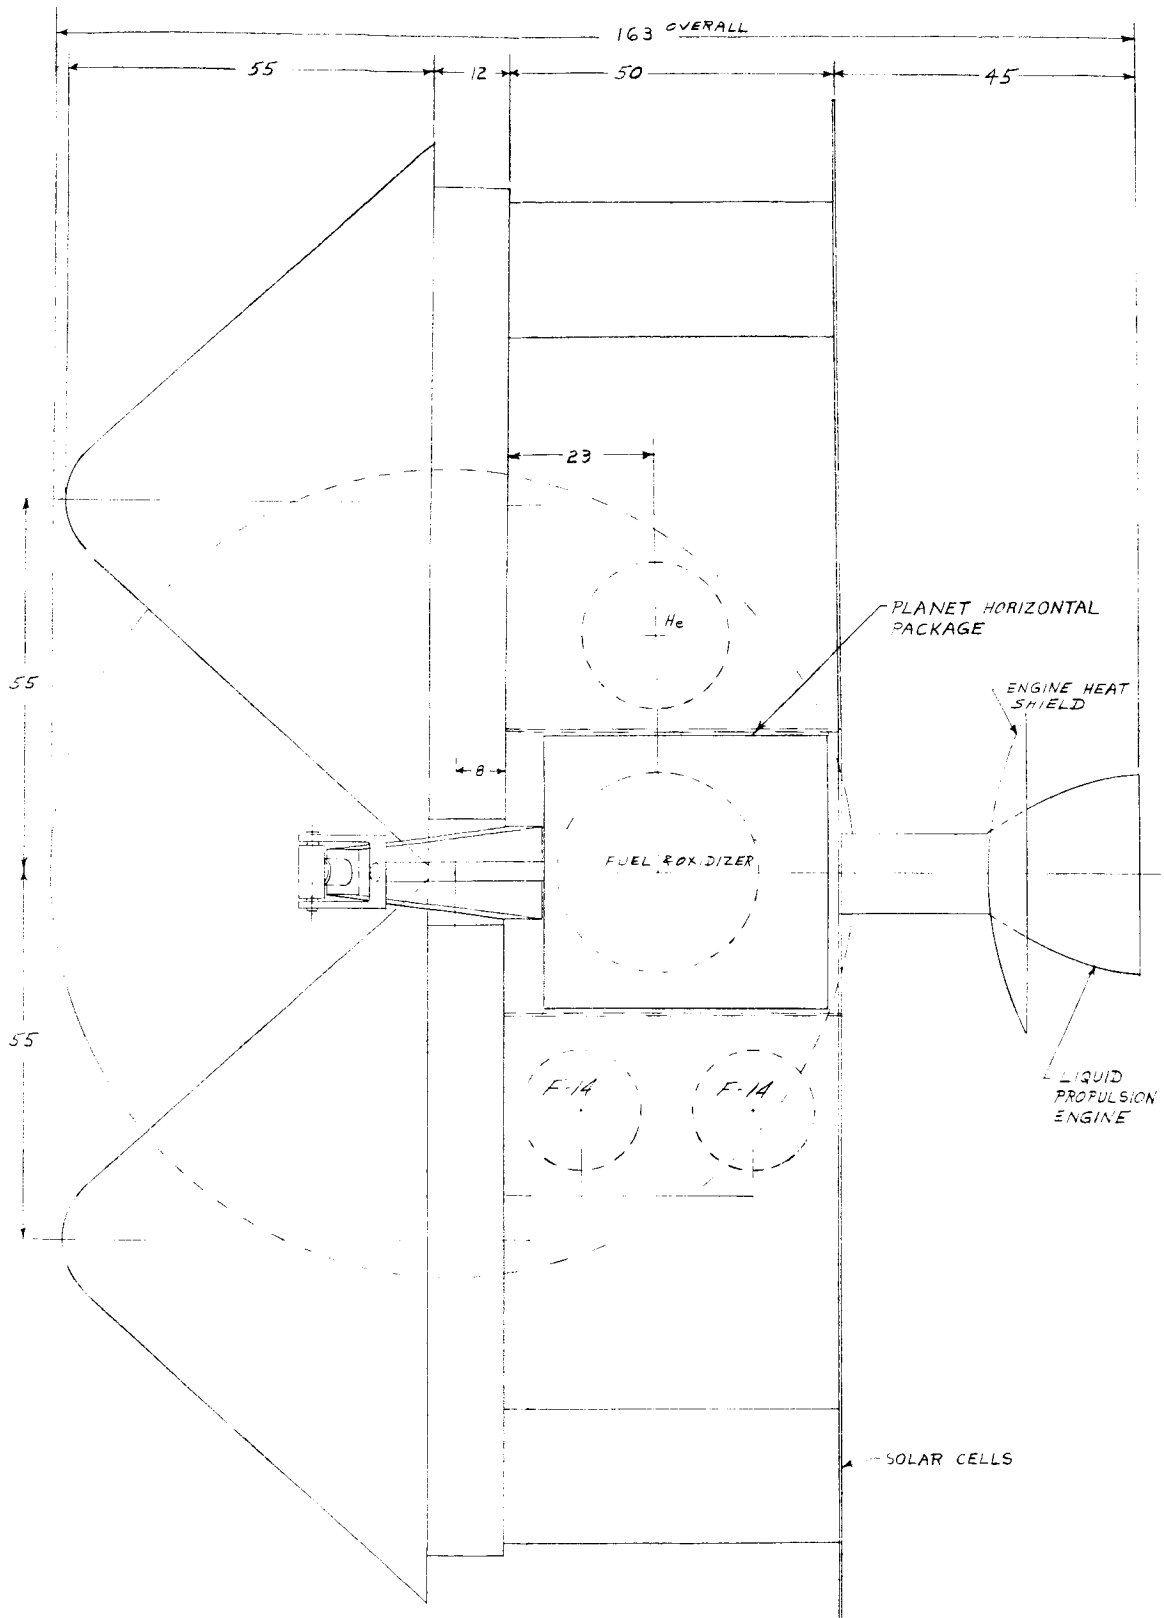 163 OVERALL
55
12
50
45
23
He
PLANET HORIZONTAL
PACKAGE
55
ENGINE HEAT
SHIELD
8
FUEL & OXIDIZER
55
F-14
F-14
LIQUID
PROPULSION
ENGINE
SOLAR CELLS